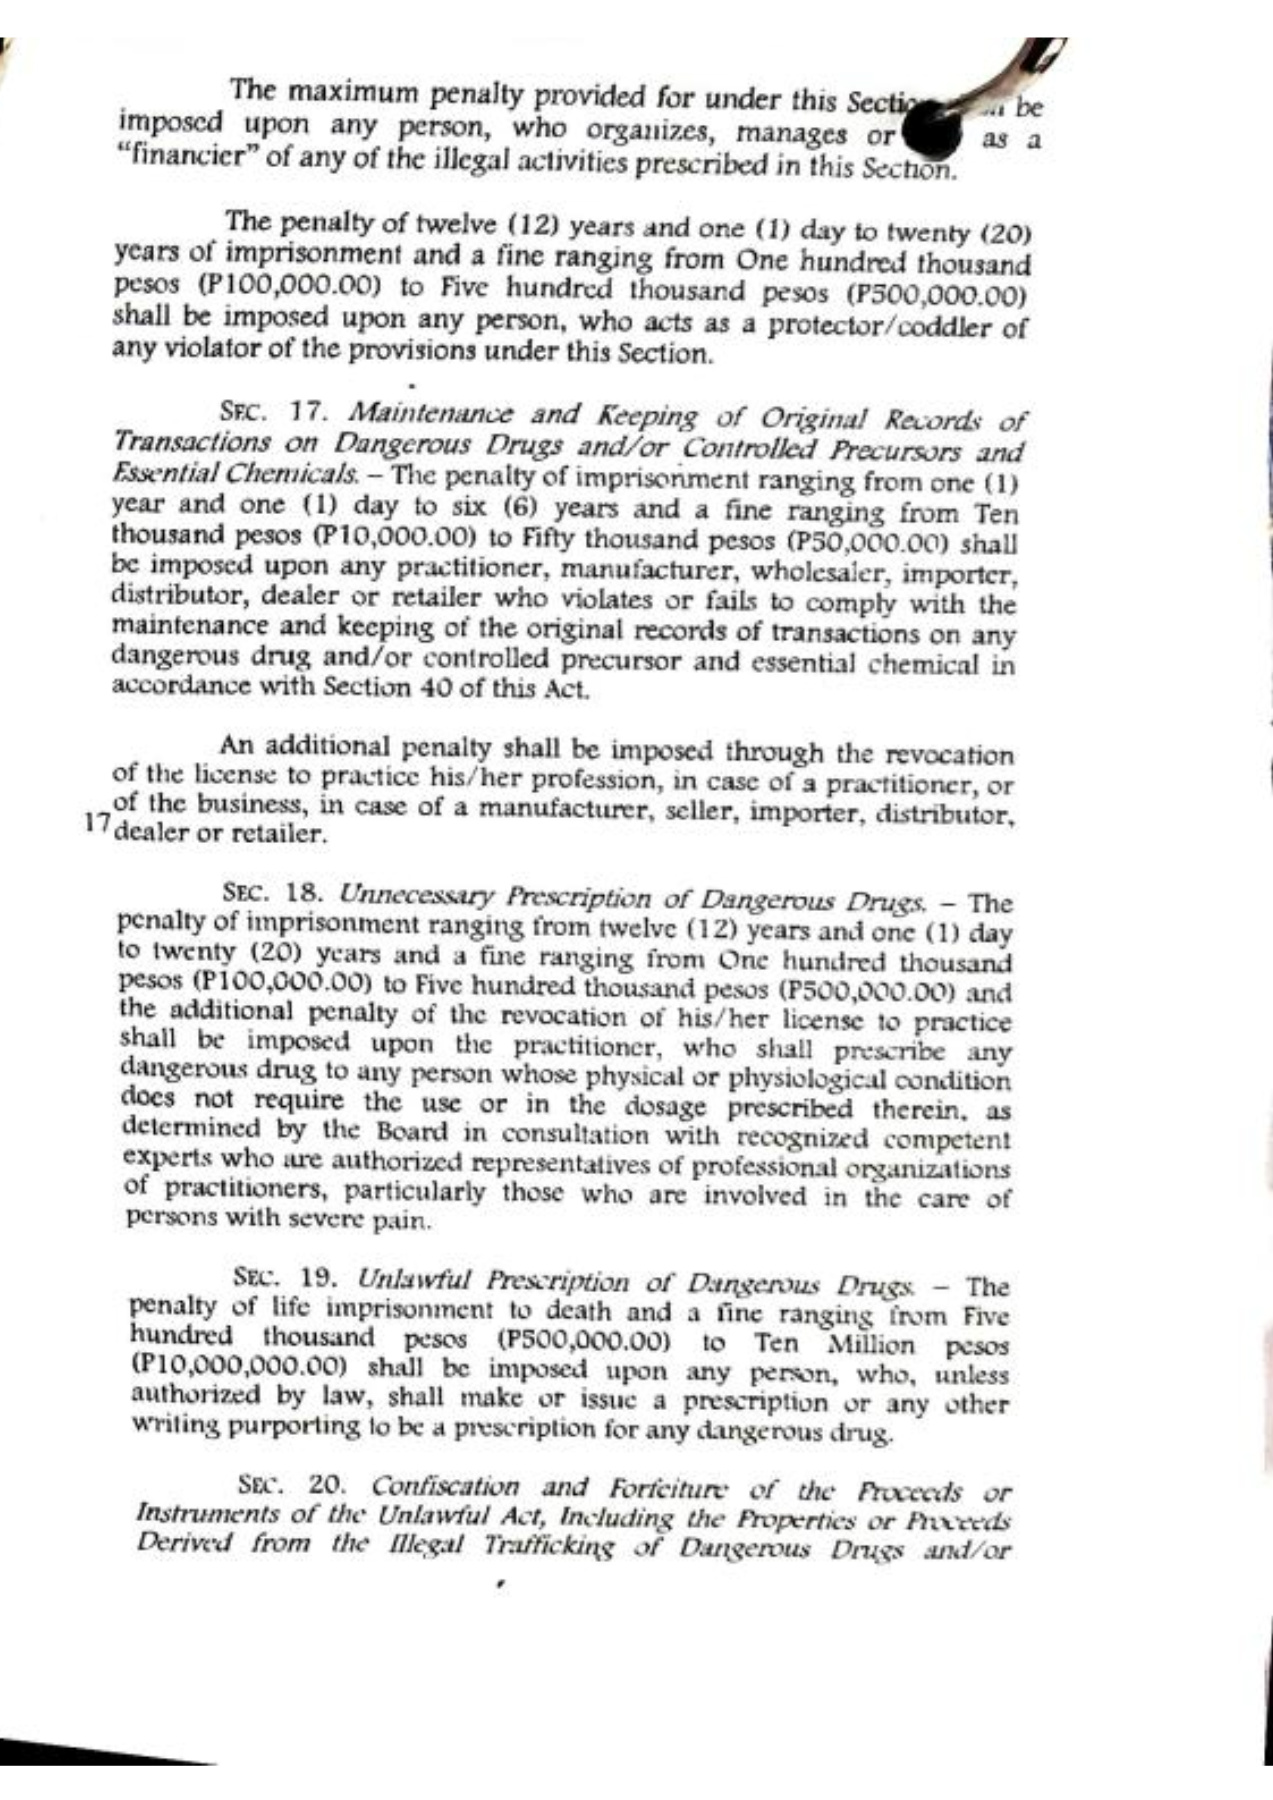 The maximum penalty provided for under this be
imposed upon any person, who organizes, manages or as a
“financier” of any of the illegal activities prescribed in this Section.
The penalty of twelve (12) years and one (1) day to twenty (20)
years of imprisonment and a fine ranging from One hundred thousand
pesos (P100,000.00) to Five hundred thousand pesos (P500,000.00)
shall be imposed upon any person, who acts as a protector/coddler of
any violator of the provisions under this Section.
SEC. 17. Maintenance and Keeping of Original Records of
Transactions on Dangerous Drugs and/or Controlled Precursors and
Essential Chemicals. – The penalty of imprisonment ranging from one (1)
year and one (1) day to six (6) years and a fine ranging from Ten
thousand pesos (P10,000.00) to Fifty thousand pesos (P50,000.00) shall
be imposed upon any practitioner, manufacturer, wholesaler, importer,
distributor, dealer or retailer who violates or fails to comply with the
maintenance and keeping of the original records of transactions on any
dangerous drug and/or controlled precursor and essential chemical in
accordance with Section 40 of this Act.
An additional penalty shall be imposed through the revocation
of the license to practice his/her profession, in case of a practitioner, or
of the business, in case of a manufacturer, seller, importer, distributor,
17 dealer or retailer.
SEC. 18. Unnecessary Prescription of Dangerous Drugs. – The
penalty of imprisonment ranging from twelve (12) years and one (1) day
to twenty (20) years and a fine ranging from One hundred thousand
pesos (P100,000.00) to Five hundred thousand pesos (P500,000.00) and
the additional penalty of the revocation of his/her license to practice
shall be imposed upon the practitioner, who shall prescribe any
dangerous drug to any person whose physical or physiological condition
does not require the use or in the dosage prescribed therein, as
determined by the Board in consultation with recognized competent
experts who are authorized representatives of professional organizations
of practitioners, particularly those who are involved in the care of
persons with severe pain.
SEC. 19. Unlawful Prescription of Dangerous Drugs. – The
penalty of life imprisonment to death and a fine ranging from Five
hundred thousand pesos (P500,000.00) to Ten Million pesos
(P10,000,000.00) shall be imposed upon any person, who, unless
authorized by law, shall make or issue a prescription or any other
writing purporting to be a prescription for any dangerous drug.
SEC. 20. Confiscation and Forfeiture of the Proceeds or
Instruments of the Unlawful Act, Including the Properties or Proceeds
Derived from the Illegal Trafficking of Dangerous Drugs and/or